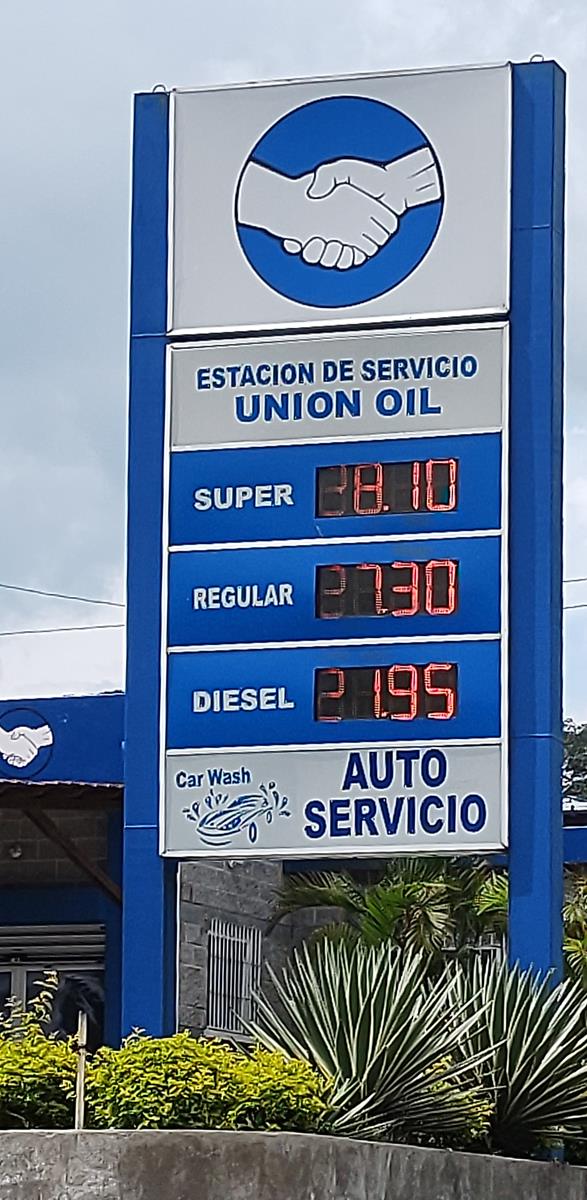 ESTACION DE SERVICIO
UNION OIL
SUPER 28.10
REGULAR 27.30
DIESEL 21.95
Car Wash
AUTO
SERVICIO